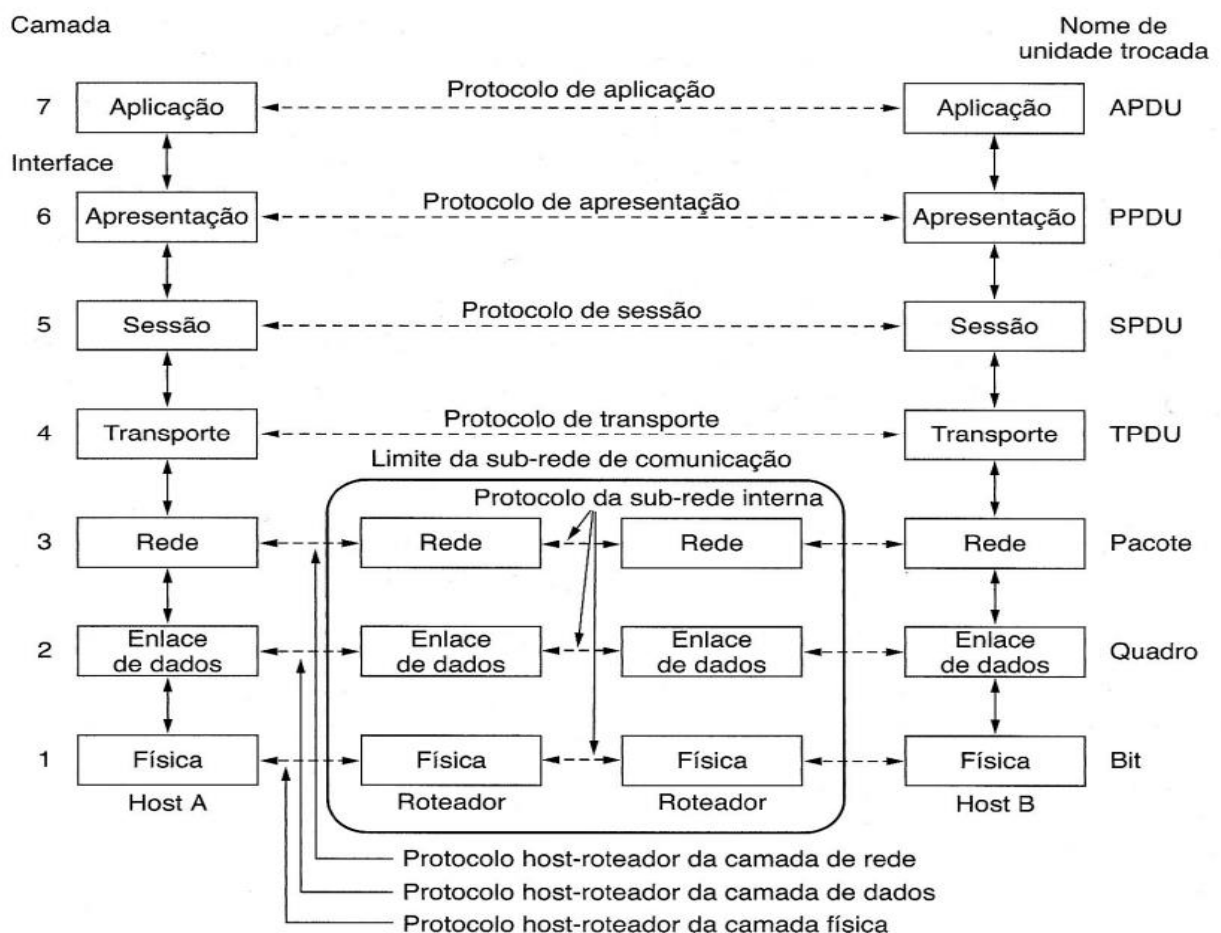 Camada
Nome de
unidade trocada
Protocolo de aplicação
7
Aplicação
Aplicação
APDU
Interface
Protocolo de apresentação
6
Apresentação
Apresentação
PPDU
Protocolo de sessão
5
Sessão
Sessão
SPDU
Protocolo de transporte
4
Transporte
Transporte
TPDU
Limite da sub-rede de comunicação
Protocolo da sub-rede interna
3
Rede
Rede
Rede
Rede
Pacote
2
Enlace
de dados
Enlace
de dados
Enlace
de dados
Enlace
de dados
Quadro
1
Física
Física
Física
Física
Bit
Host A
Roteador
Roteador
Host B
Protocolo host-roteador da camada de rede
Protocolo host-roteador da camada de dados
Protocolo host-roteador da camada física